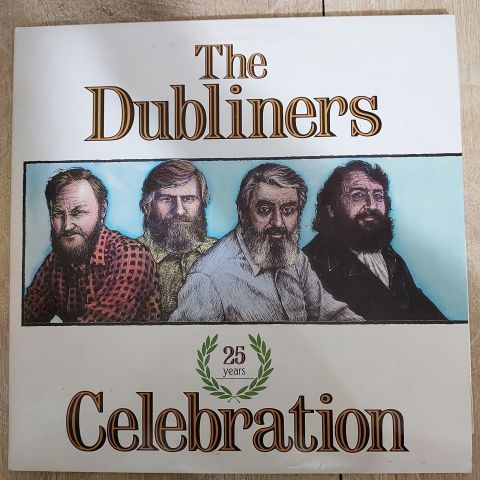 The
Dubliners
25
years
Celebration